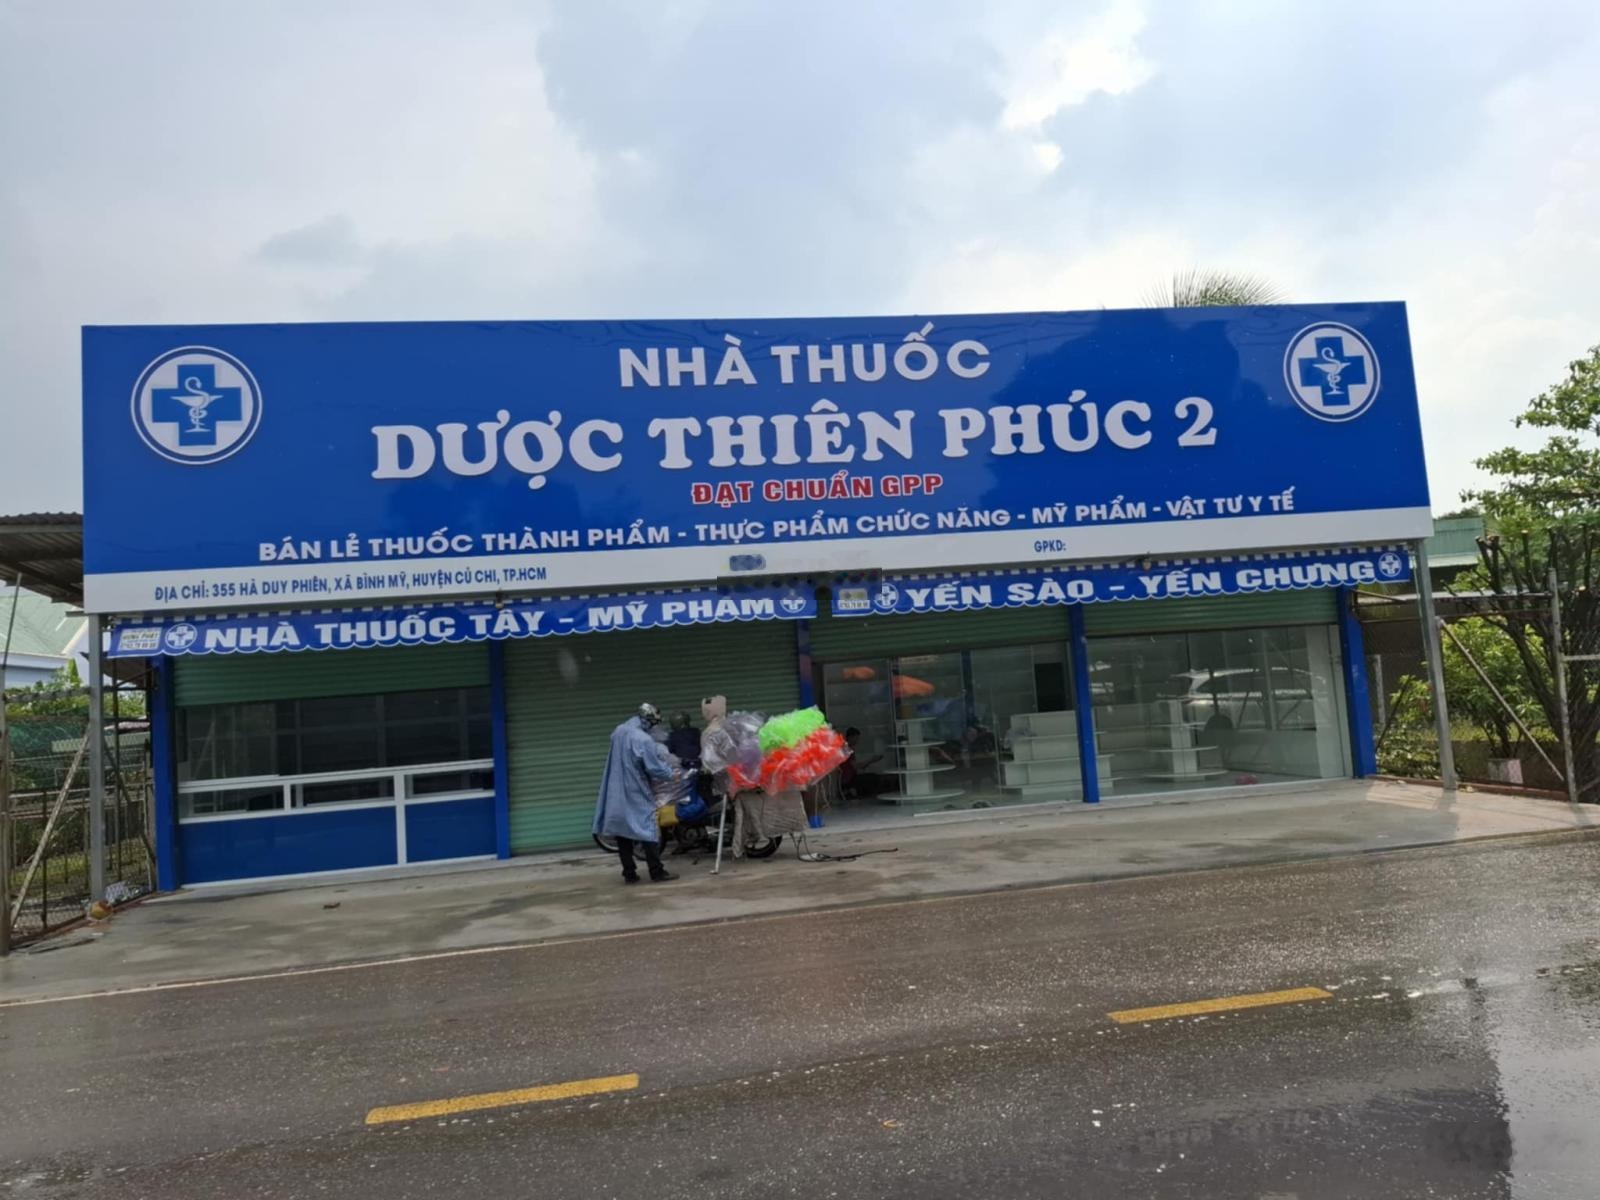 NHÀ THUỐC
DƯỢC THIÊN PHÚC 2
ĐẠT CHUẨN GPP
BÁN LẺ THUỐC THÀNH PHẨM - THỰC PHẨM CHỨC NĂNG - MỸ PHẨM - VẬT TƯ Y TẾ
GPKD:
ĐỊA CHỈ: 355 HÀ DUY PHIÊN, XÃ BÌNH MỸ, HUYỆN CỦ CHI, TP.HCM
NHÀ THUỐC TÂY - MỸ PHẨM
YẾN SÀO - YẾN CHƯNG